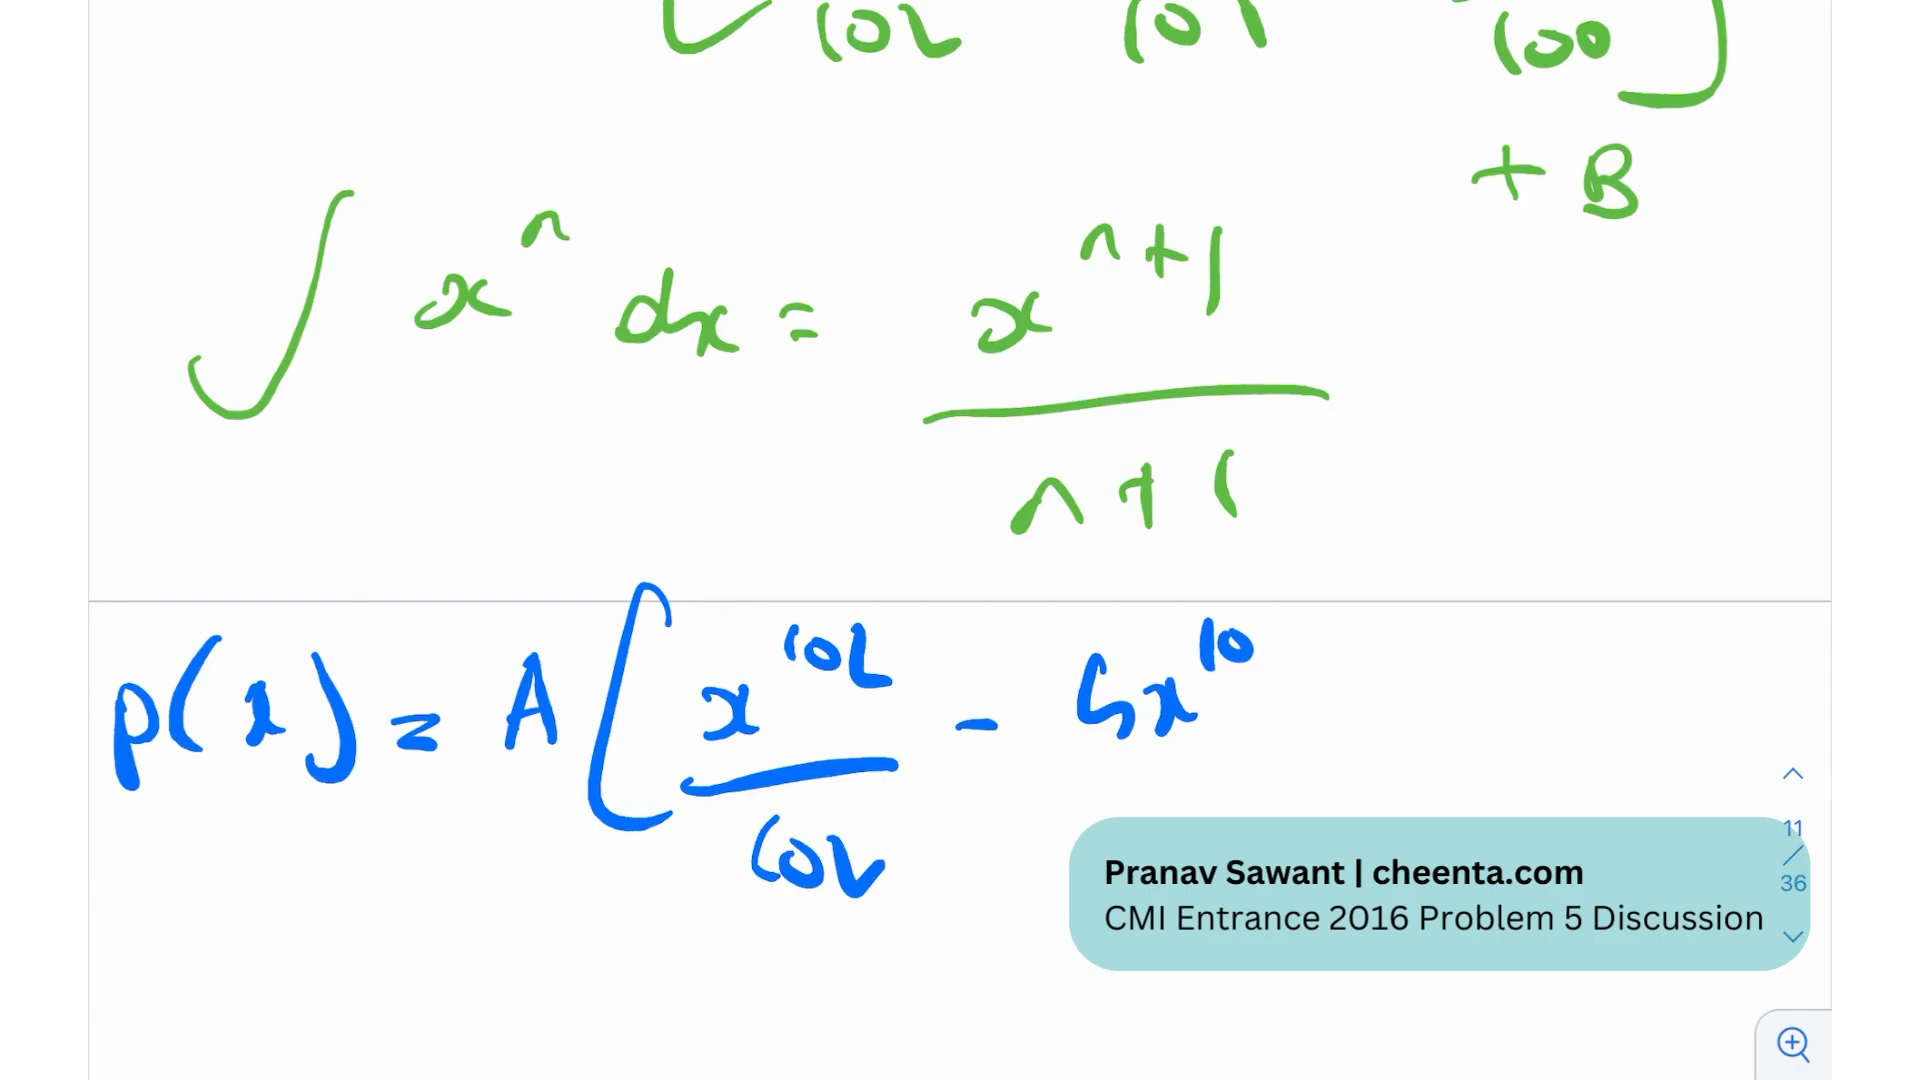 102 101 100 ]
+ B
∫ x^n dx = x^(n+1) / (n+1)
p(x) = A [ x^102 / 102 - 5x^10
11
/
36
Pranav Sawant | cheenta.com
CMI Entrance 2016 Problem 5 Discussion